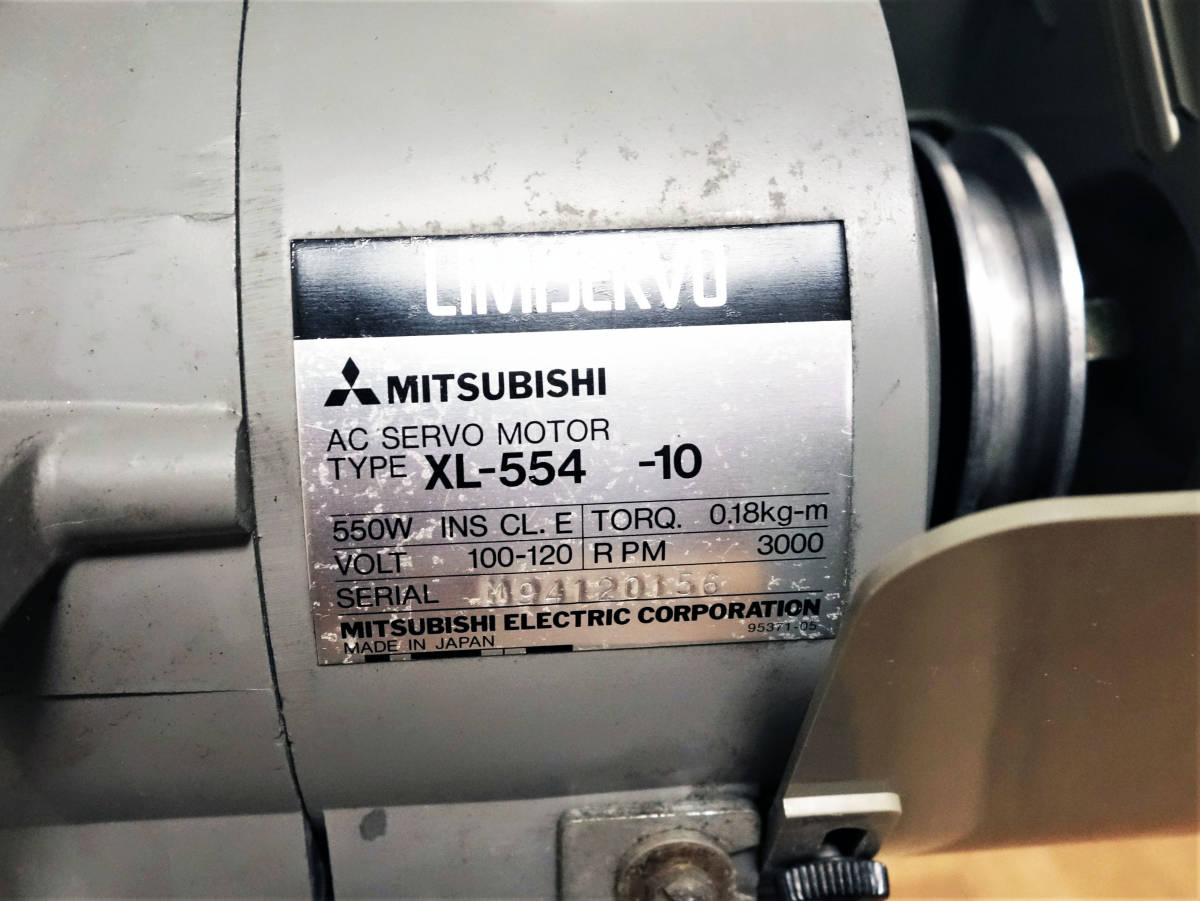 LIMISERVO
MITSUBISHI
AC SERVO MOTOR
TYPE XL-554 -10
550W INS CL. E TORQ. 0.18kg-m
VOLT 100-120 RPM 3000
SERIAL M94120156
MITSUBISHI ELECTRIC CORPORATION
MADE IN JAPAN 95371-05